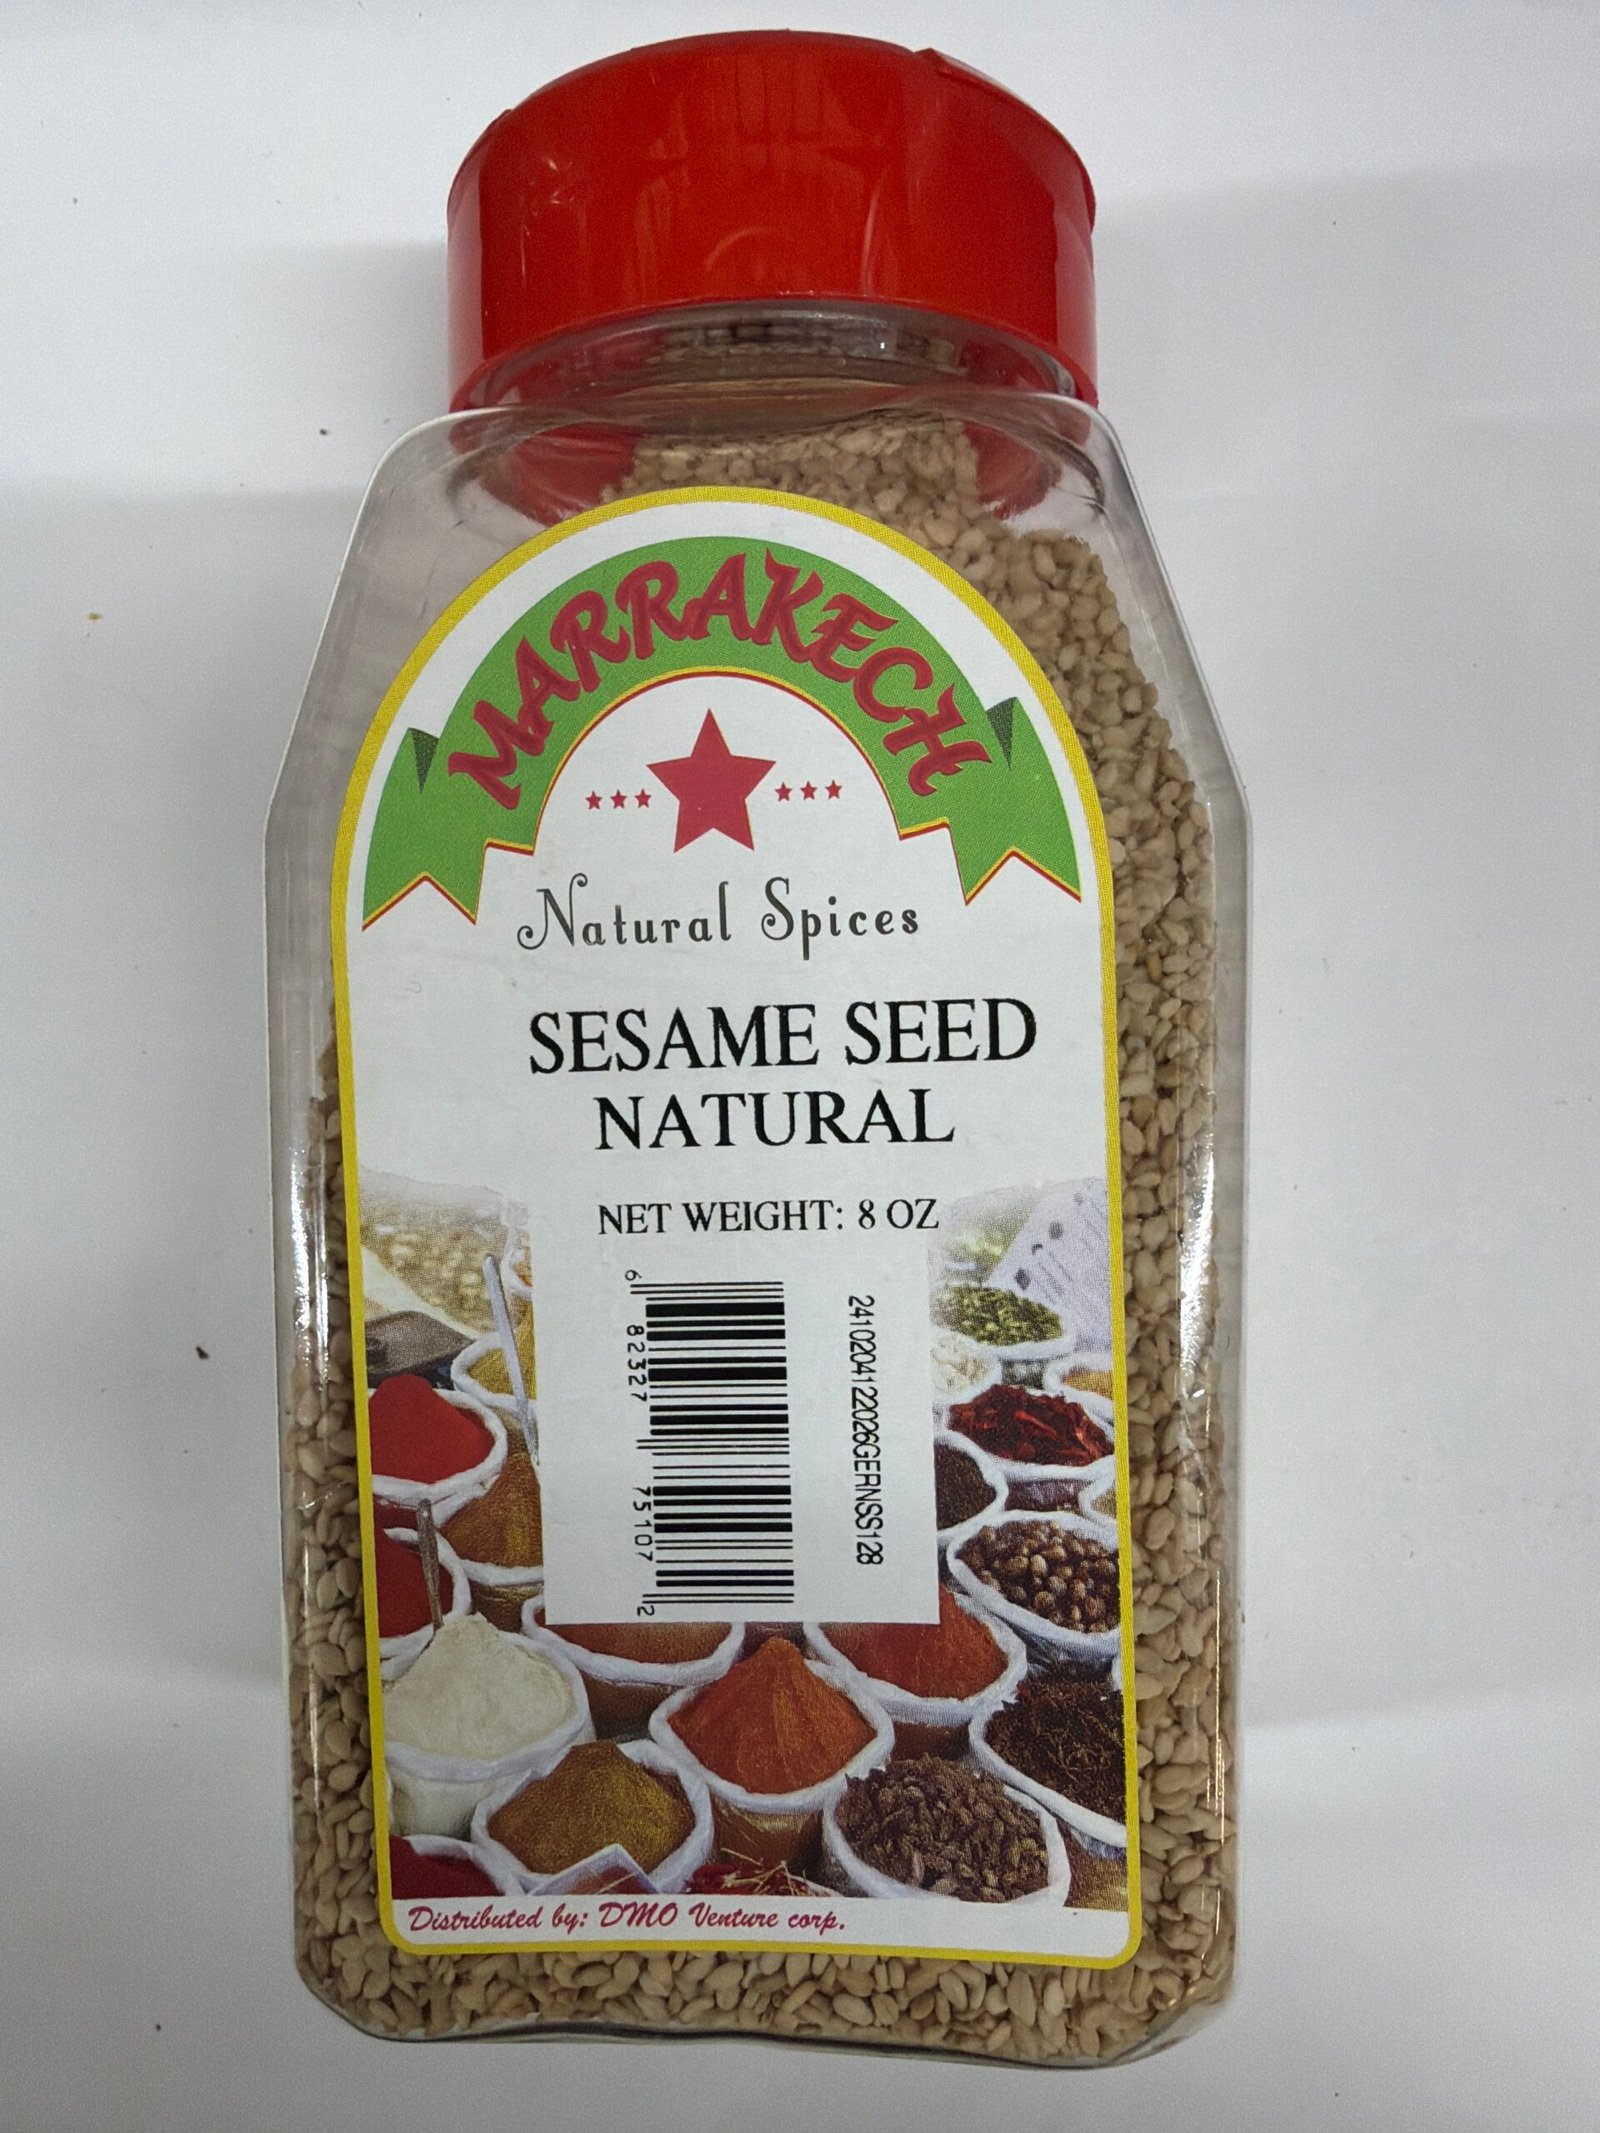 MARRAKECH
Natural Spices
SESAME SEED
NATURAL
NET WEIGHT: 8 OZ
6 82327 75107 2
2410204122026GERNSS128
Distributed by: DMO Venture corp.